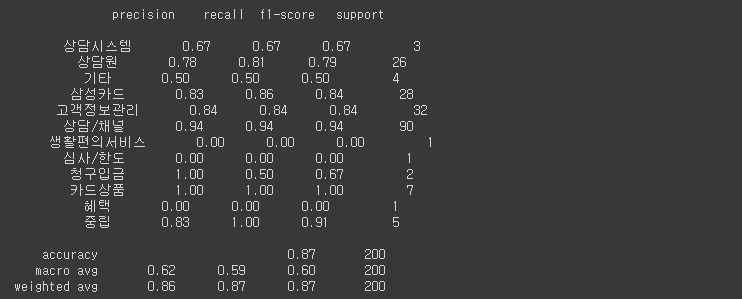 precision recall f1-score support
상담시스템 0.67 0.67 0.67 3
상담원 0.78 0.81 0.79 26
기타 0.50 0.50 0.50 4
삼성카드 0.83 0.86 0.84 28
고객정보관리 0.84 0.84 0.84 32
상담/채널 0.94 0.94 0.94 90
생활편의서비스 0.00 0.00 0.00 1
심사/한도 0.00 0.00 0.00 1
청구입금 1.00 0.50 0.67 2
카드상품 1.00 1.00 1.00 7
혜택 0.00 0.00 0.00 1
중립 0.83 1.00 0.91 5
accuracy 0.87 200
macro avg 0.62 0.59 0.60 200
weighted avg 0.86 0.87 0.87 200